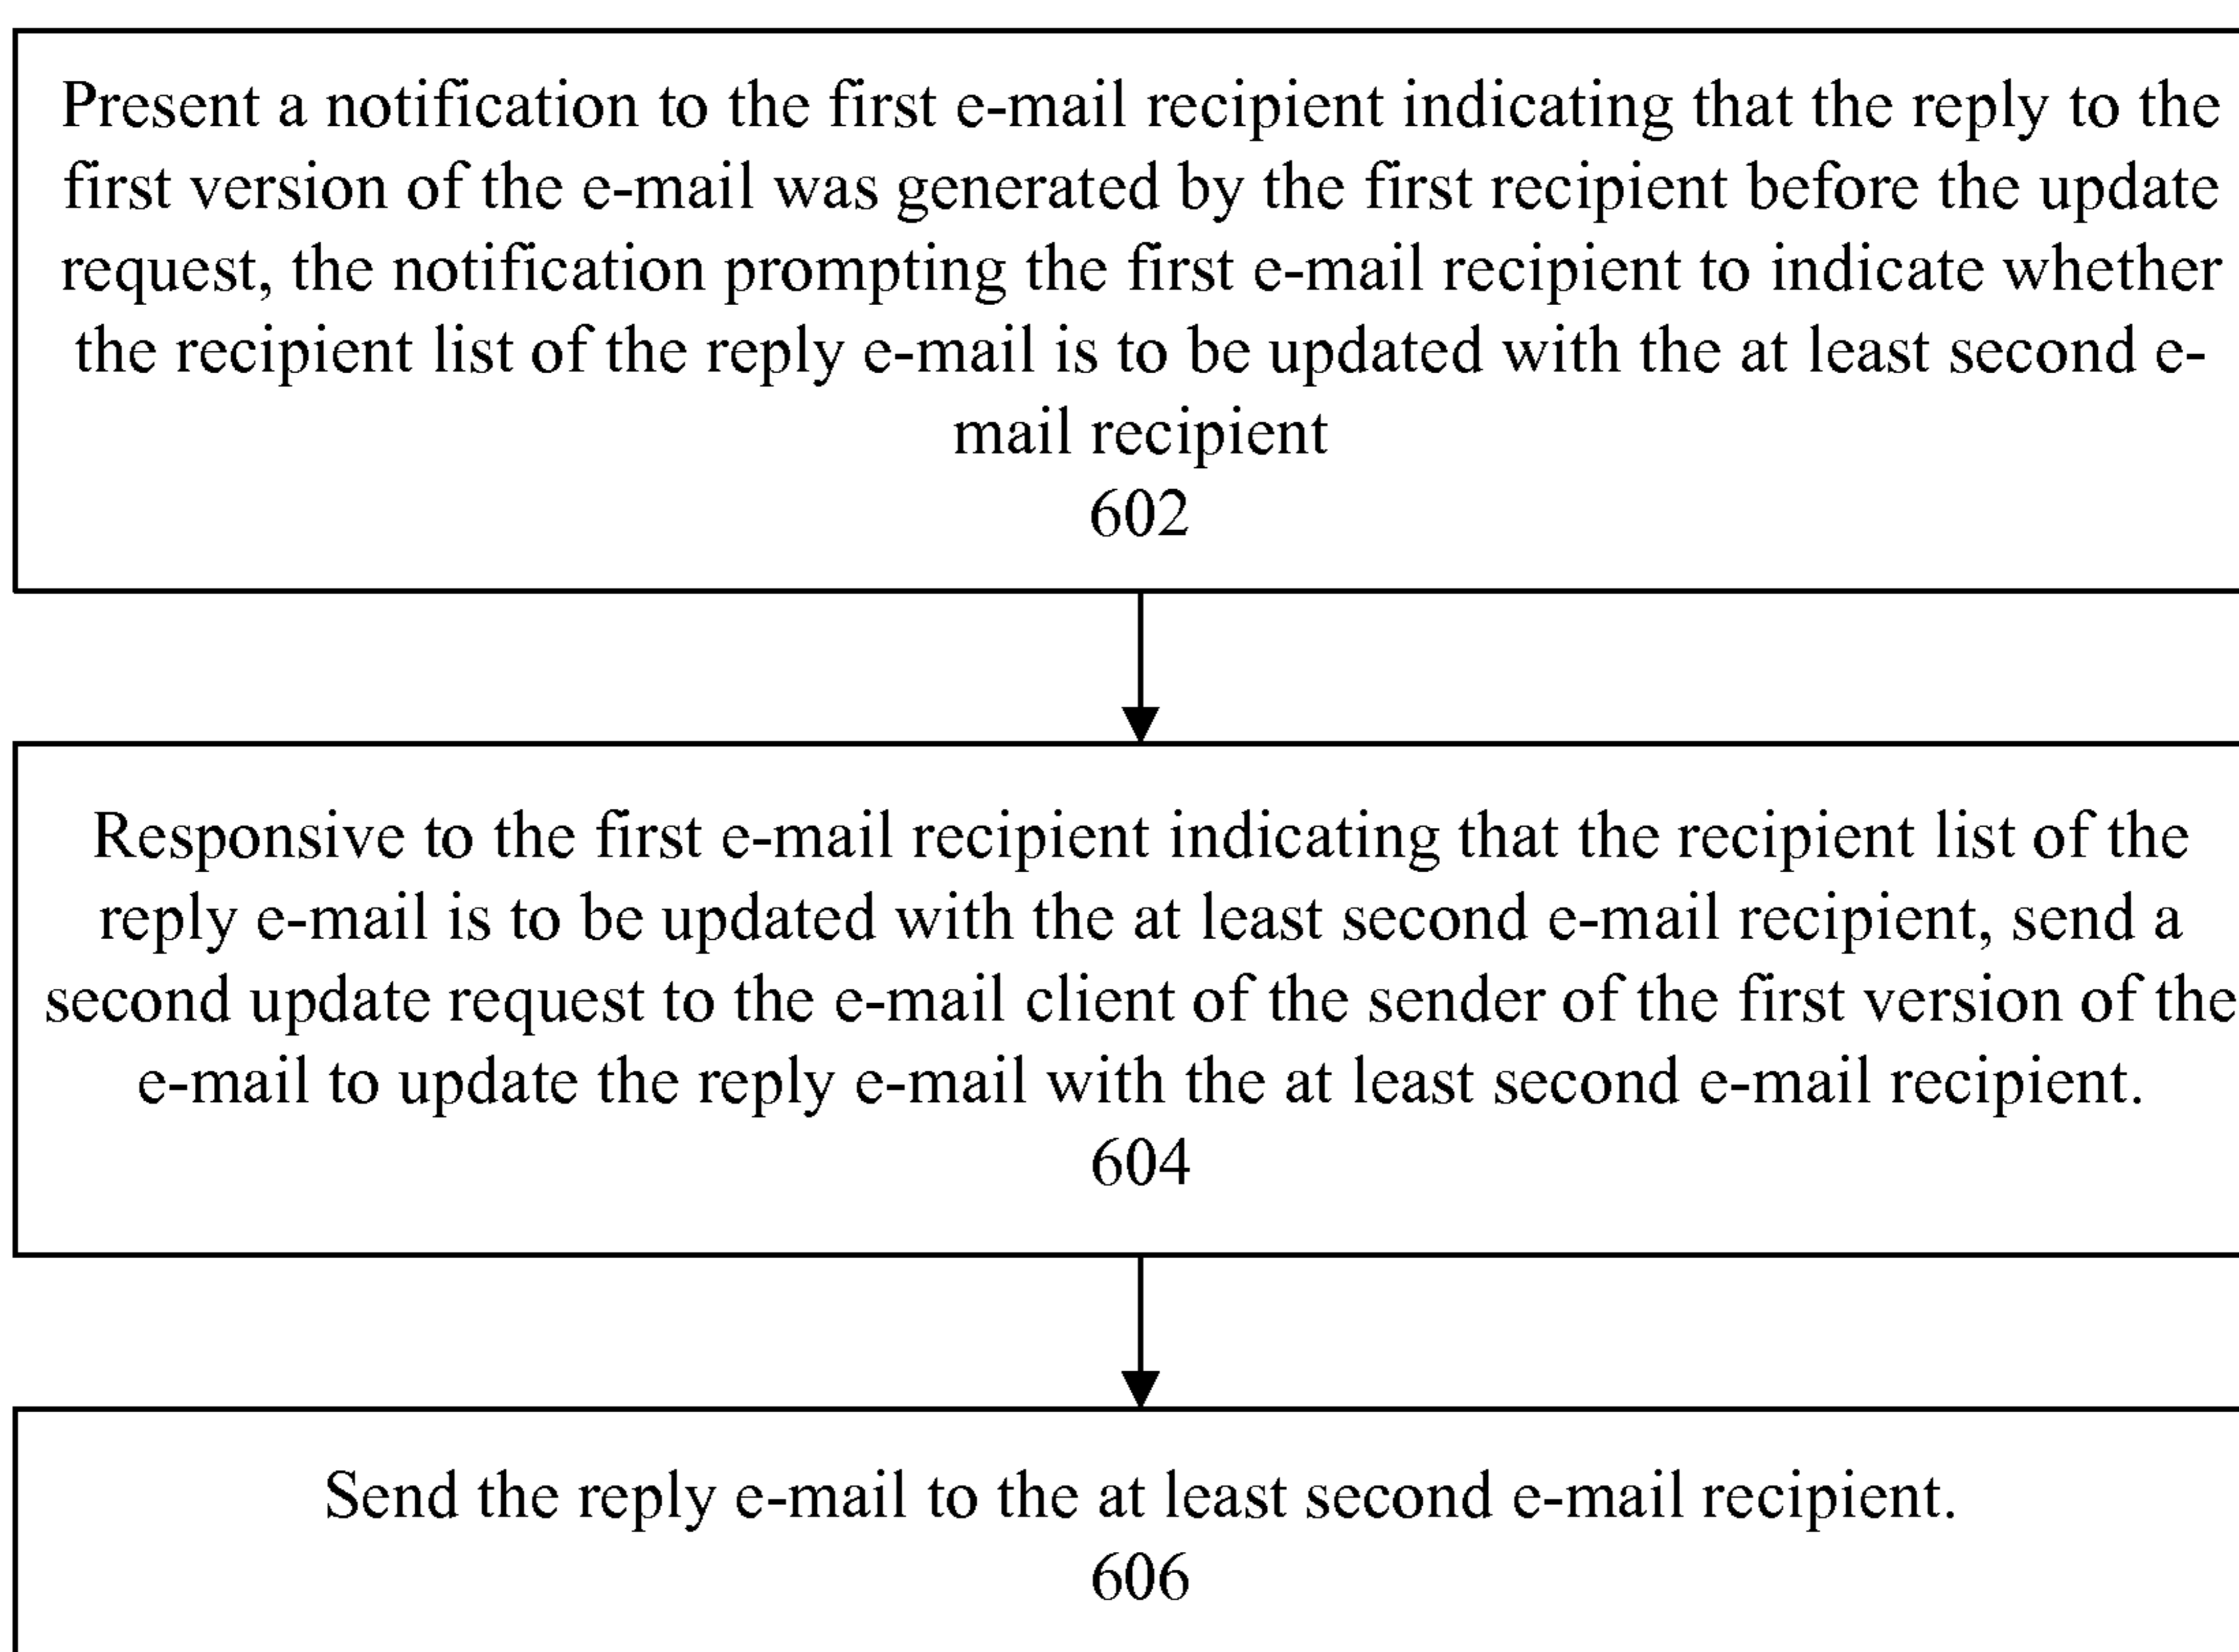 Present a notification to the first e-mail recipient indicating that the reply to the
first version of the e-mail was generated by the first recipient before the update
request, the notification prompting the first e-mail recipient to indicate whether
the recipient list of the reply e-mail is to be updated with the at least second e-
mail recipient
602
Responsive to the first e-mail recipient indicating that the recipient list of the
reply e-mail is to be updated with the at least second e-mail recipient, send a
second update request to the e-mail client of the sender of the first version of the
e-mail to update the reply e-mail with the at least second e-mail recipient.
604
Send the reply e-mail to the at least second e-mail recipient.
606